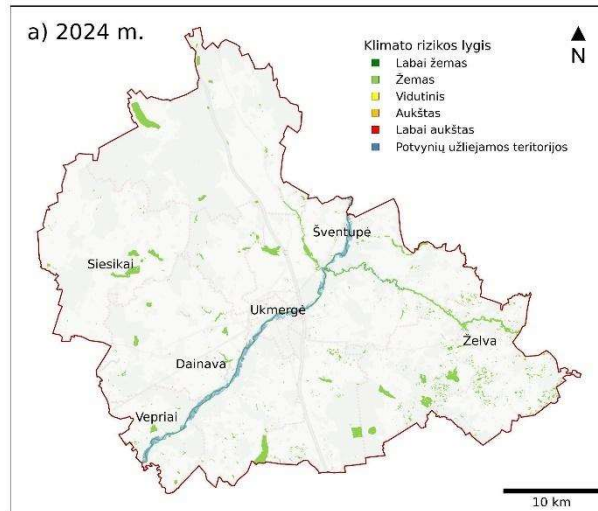 a) 2024 m.
N
Klimato rizikos lygis
Labai žemas
Žemas
Vidutinis
Aukštas
Labai aukštas
Potvynių užliejamos teritorijos
Šventupė
Siesikai
Ukmergė
Želva
Dainava
Vepriai
10 km